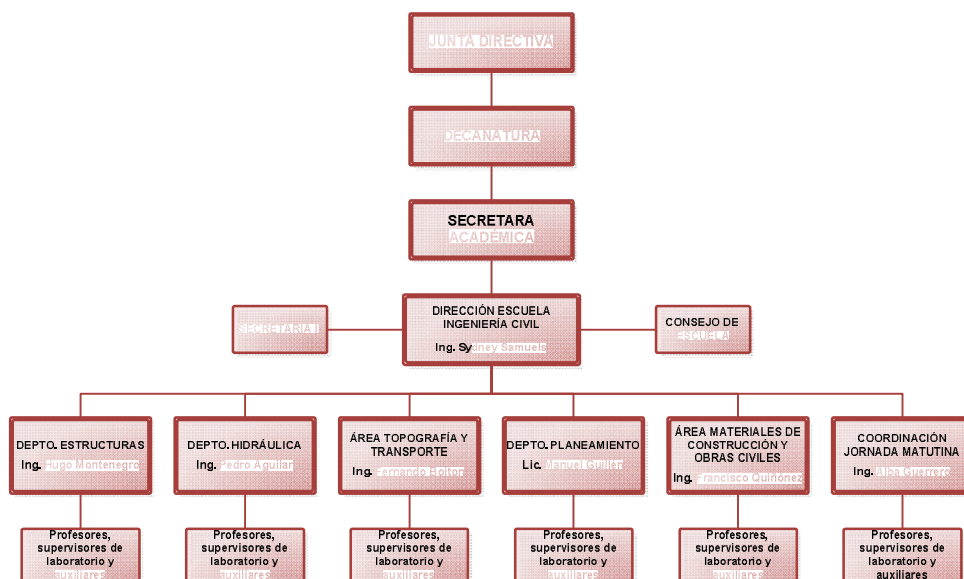 JUNTA DIRECTIVA
DECANATURA
SECRETARA
ACADÉMICA
DIRECCIÓN ESCUELA
INGENIERÍA CIVIL
Ing. Sydney Samuels
SECRETARIA I
CONSEJO DE
ESCUELA
DEPTO. ESTRUCTURAS
Ing. Hugo Montenegro
DEPTO. HIDRÁULICA
Ing. Pedro Aguilar
ÁREA TOPOGRAFÍA Y
TRANSPORTE
Ing. Fernando Boiton
DEPTO. PLANEAMIENTO
Lic. Manuel Guillén
ÁREA MATERIALES DE
CONSTRUCCIÓN Y
OBRAS CIVILES
Ing. Francisco Quiñónez
COORDINACIÓN
JORNADA MATUTINA
Ing. Alba Guerrero
Profesores,
supervisores de
laboratorio y
auxiliares
Profesores,
supervisores de
laboratorio y
auxiliares
Profesores,
supervisores de
laboratorio y
auxiliares
Profesores,
supervisores de
laboratorio y
auxiliares
Profesores,
supervisores de
laboratorio y
auxiliares
Profesores,
supervisores de
laboratorio y
auxiliares